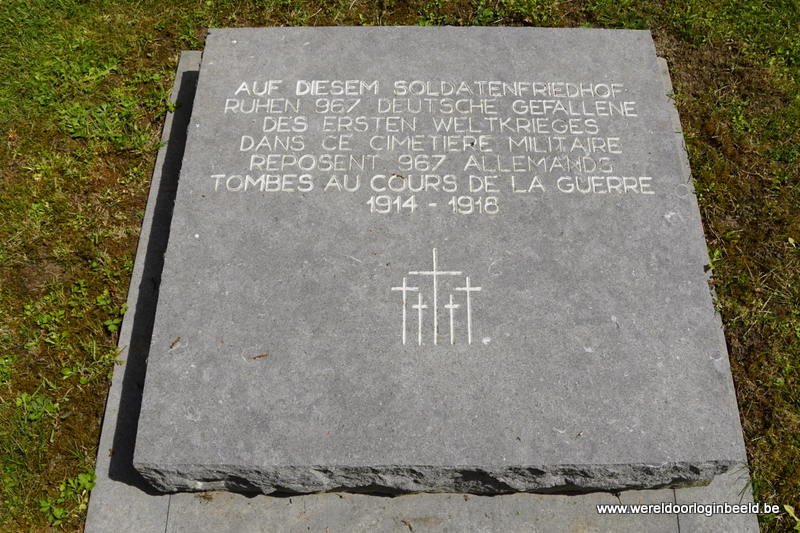 AUF DIESEM SOLDATENFRIEDHOF
RUHEN 967 DEUTSCHE GEFALLENE
DES ERSTEN WELTKRIEGES
DANS CE CIMETIERE MILITAIRE
REPOSENT 967 ALLEMANDS
TOMBES AU COURS DE LA GUERRE
1914 - 1918
www.wereldoorloginbeeld.be